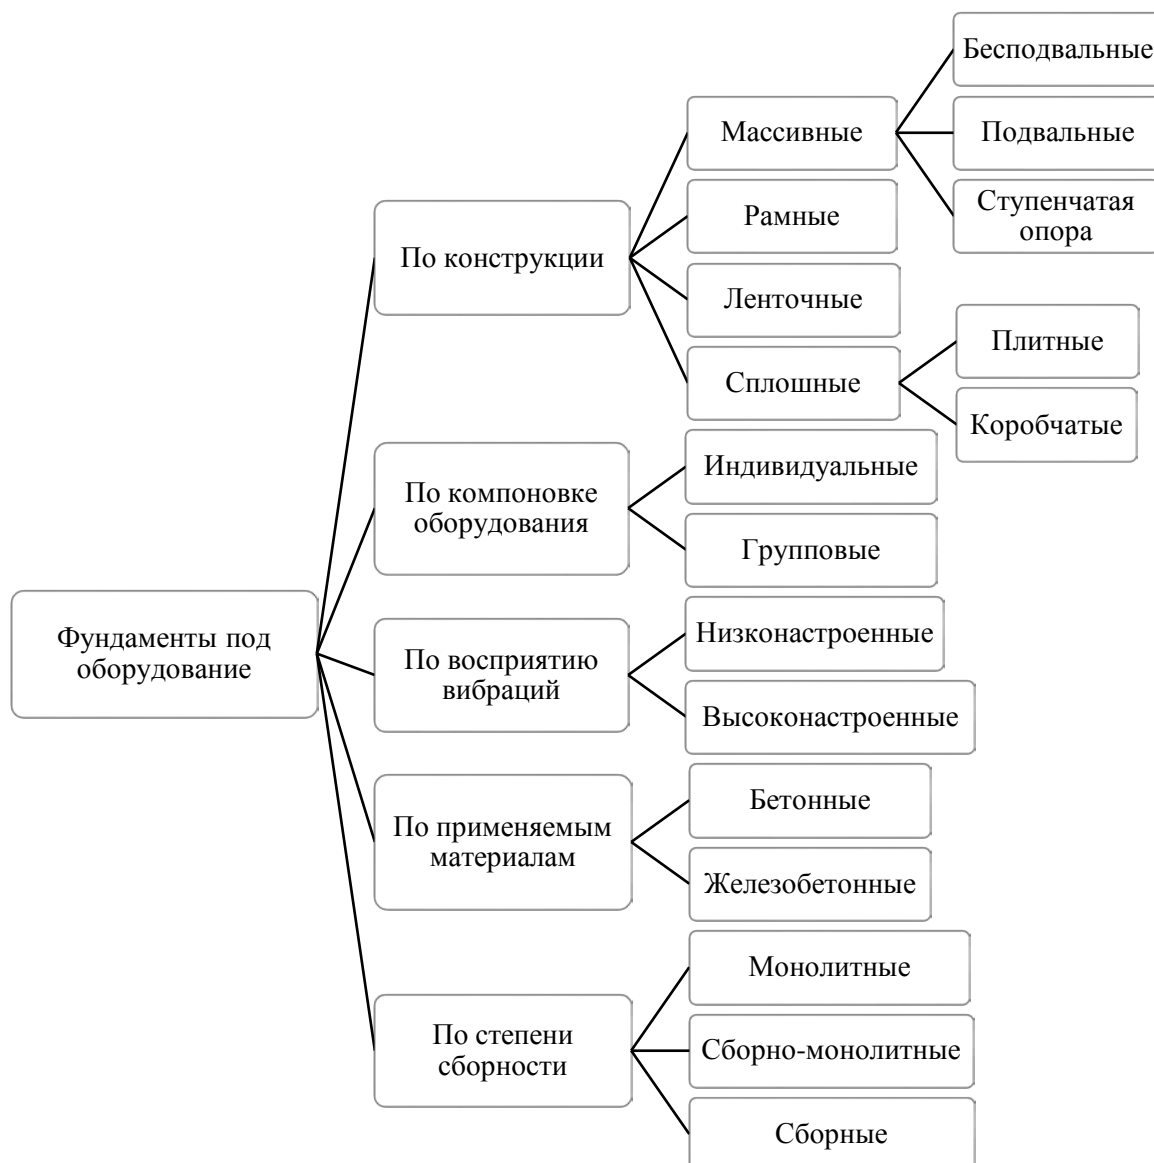 Фундаменты под
оборудование
По конструкции
Массивные
Бесподвальные
Подвальные
Ступенчатая
опора
Рамные
Ленточные
Сплошные
Плитные
Коробчатые
По компоновке
оборудования
Индивидуальные
Групповые
По восприятию
вибраций
Низконастроенные
Высоконастроенные
По применяемым
материалам
Бетонные
Железобетонные
По степени
сборности
Монолитные
Сборно-монолитные
Сборные